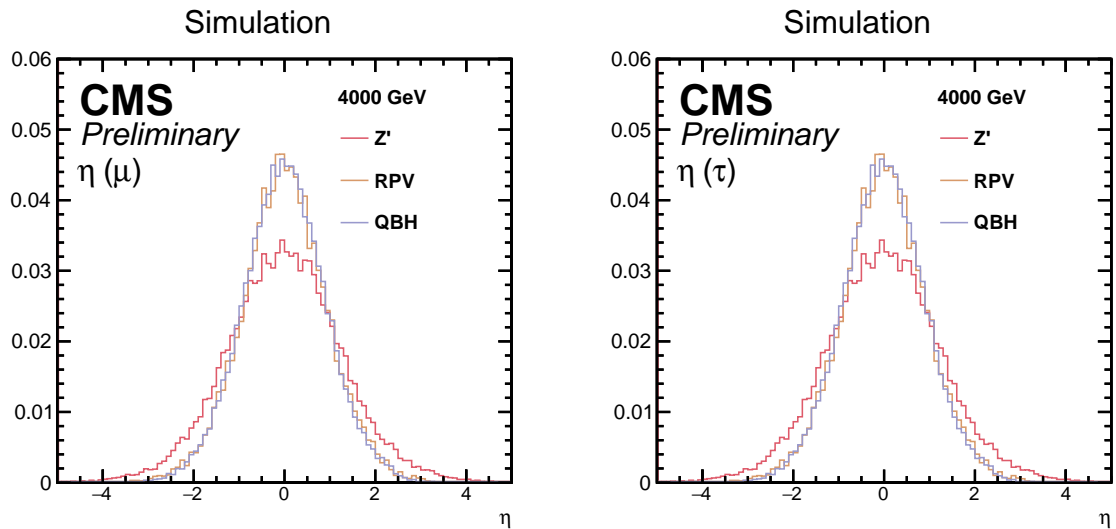 Simulation
0.06
0.05
0.04
0.03
0.02
0.01
0
CMS
Preliminary
η (μ)
4000 GeV
Z'
RPV
QBH
−4
−2
0
2
4
η
Simulation
0.06
0.05
0.04
0.03
0.02
0.01
0
CMS
Preliminary
η (τ)
4000 GeV
Z'
RPV
QBH
−4
−2
0
2
4
η